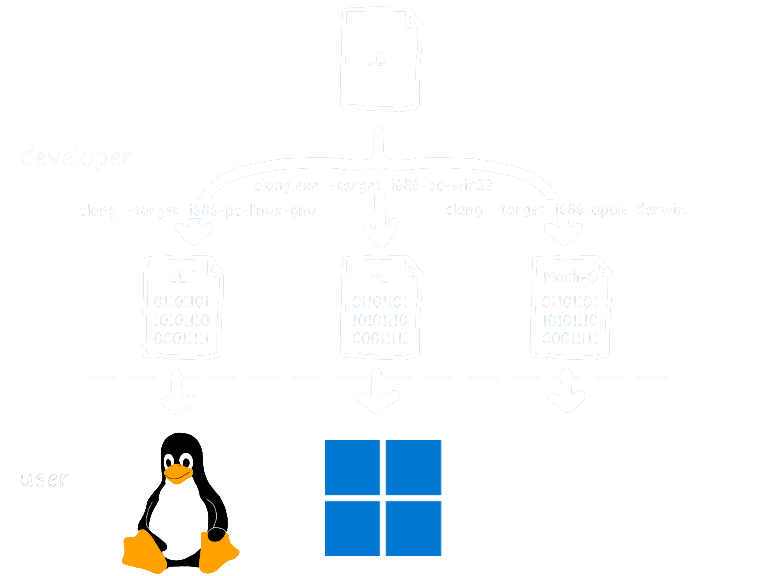 .C
developer
clang.exe -target i686-pc-win32
clang -target i686-pc-linux-gnu
clang -target i686-apple-darwin
ELF
PE
Mach-O
01101101
01101101
01101101
10101110
10101110
10101110
00011111
00011111
00011111
user